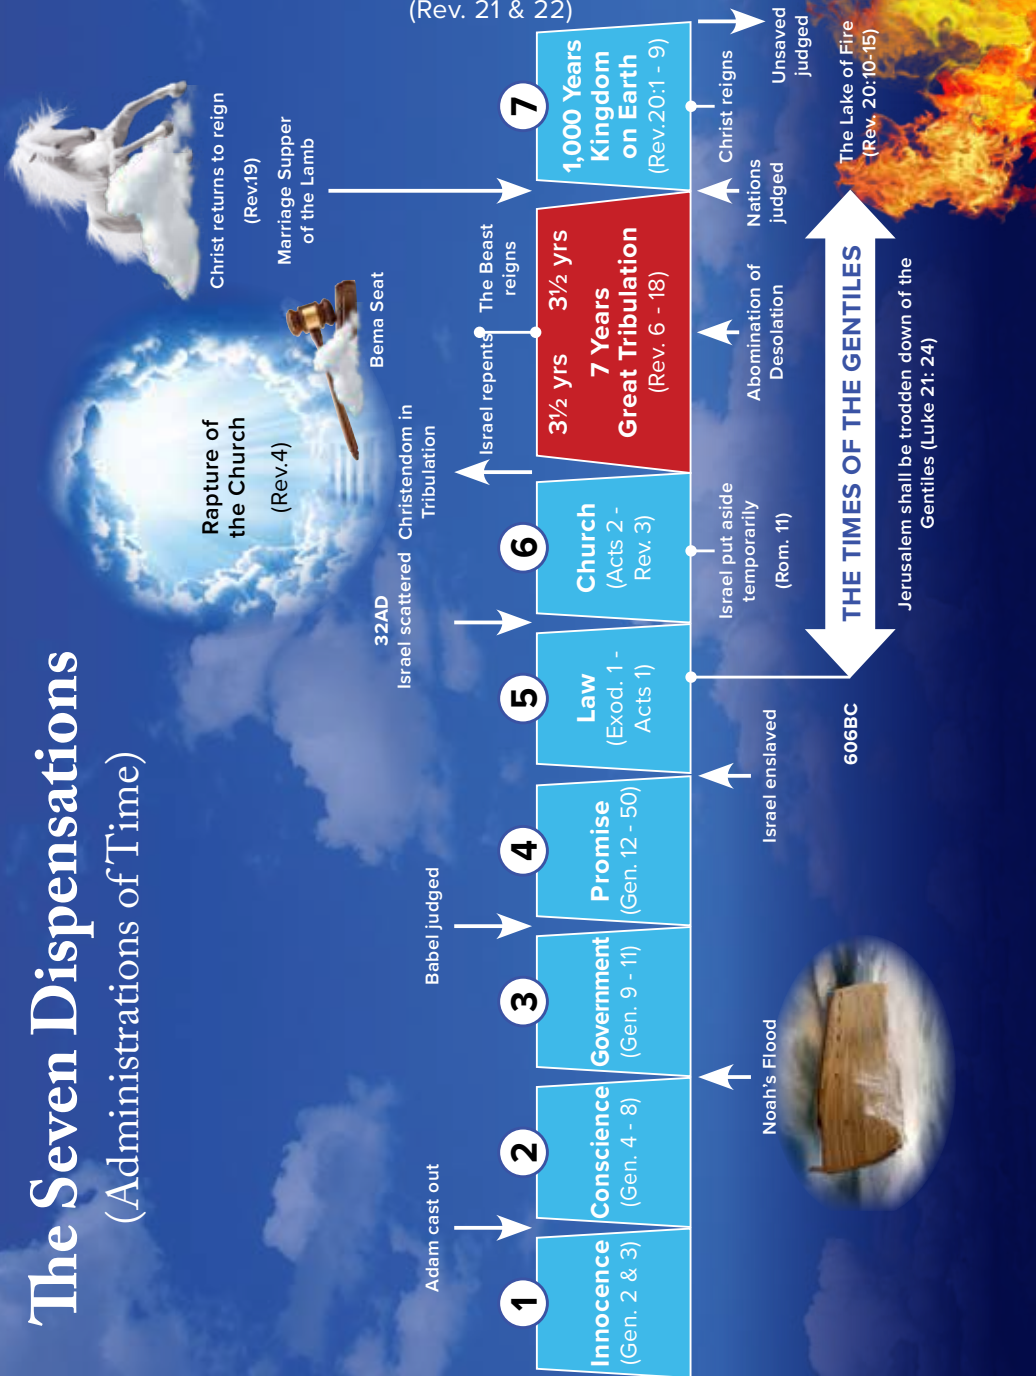 The Seven Dispensations
(Administrations of Time)
Adam cast out
Babel judged
32AD
Israel scattered
Christendom in
Tribulation
Rapture of
the Church
(Rev.4)
Bema Seat
Christ returns to reign
(Rev.19)
Marriage Supper
of the Lamb
Israel repents
The Beast
reigns
(Rev. 21 & 22)
1
Innocence
(Gen. 2 & 3)
2
Conscience
(Gen. 4 - 8)
3
Government
(Gen. 9 - 11)
4
Promise
(Gen. 12 - 50)
5
Law
(Exod. 1 -
Acts 1)
6
Church
(Acts 2 -
Rev. 3)
3½ yrs 3½ yrs
7 Years
Great Tribulation
(Rev. 6 - 18)
7
1,000 Years
Kingdom
on Earth
(Rev.20:1 - 9)
Noah's Flood
Israel enslaved
Israel put aside
temporarily
(Rom. 11)
Abomination of
Desolation
Nations
judged
Christ reigns
Unsaved
judged
606BC
THE TIMES OF THE GENTILES
Jerusalem shall be trodden down of the
Gentiles (Luke 21: 24)
The Lake of Fire
(Rev. 20:10-15)